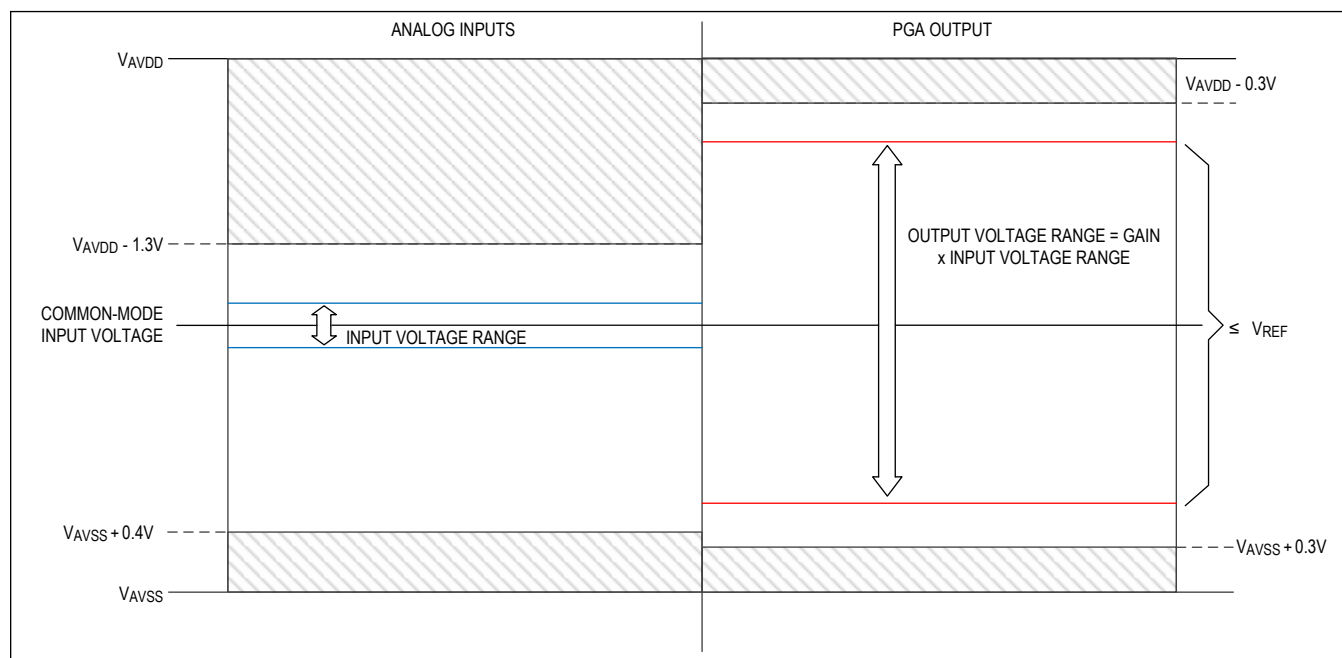 ANALOG INPUTS
PGA OUTPUT
VAVDD
VAVDD - 0.3V
VAVDD - 1.3V
OUTPUT VOLTAGE RANGE = GAIN
x INPUT VOLTAGE RANGE
COMMON-MODE
INPUT VOLTAGE
INPUT VOLTAGE RANGE
≤ VREF
VAVSS + 0.4V
VAVSS + 0.3V
VAVSS